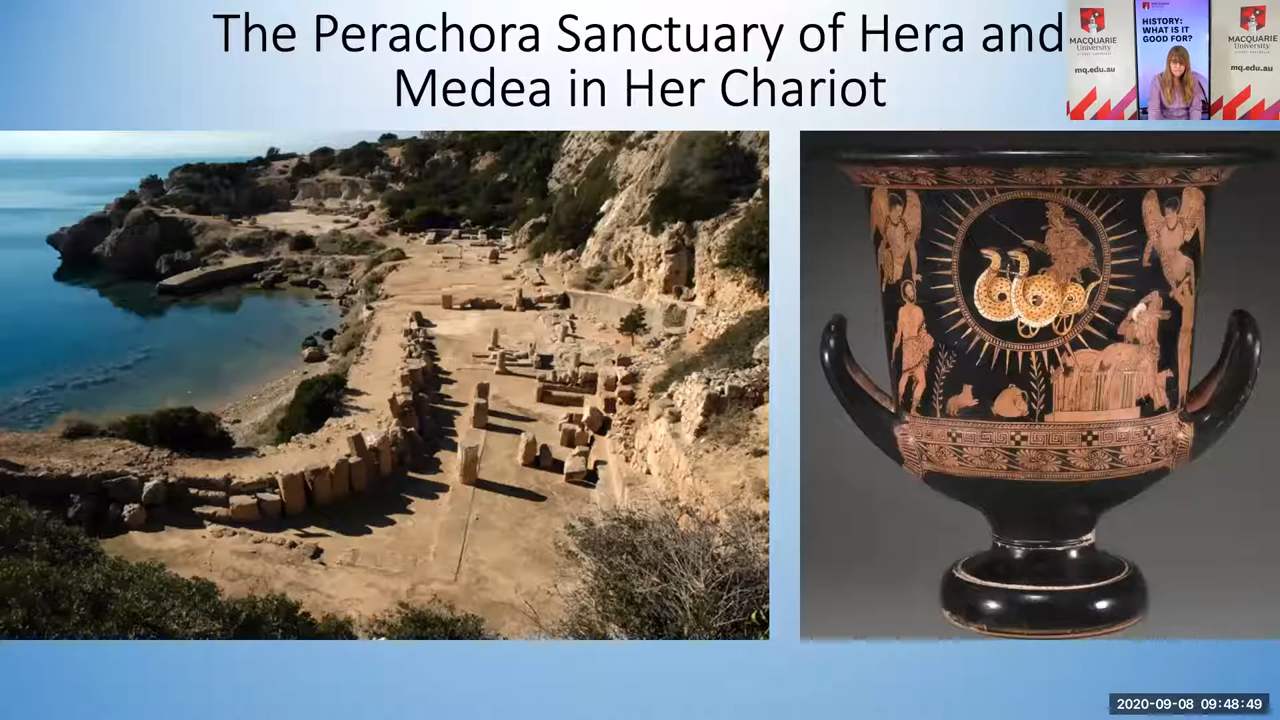 The Perachora Sanctuary of Hera and
Medea in Her Chariot
MACQUARIE
University
mq.edu.au
HISTORY:
WHAT IS IT
GOOD FOR?
MACQUARIE
University
mq.edu.au
2020-09-08 09:48:49